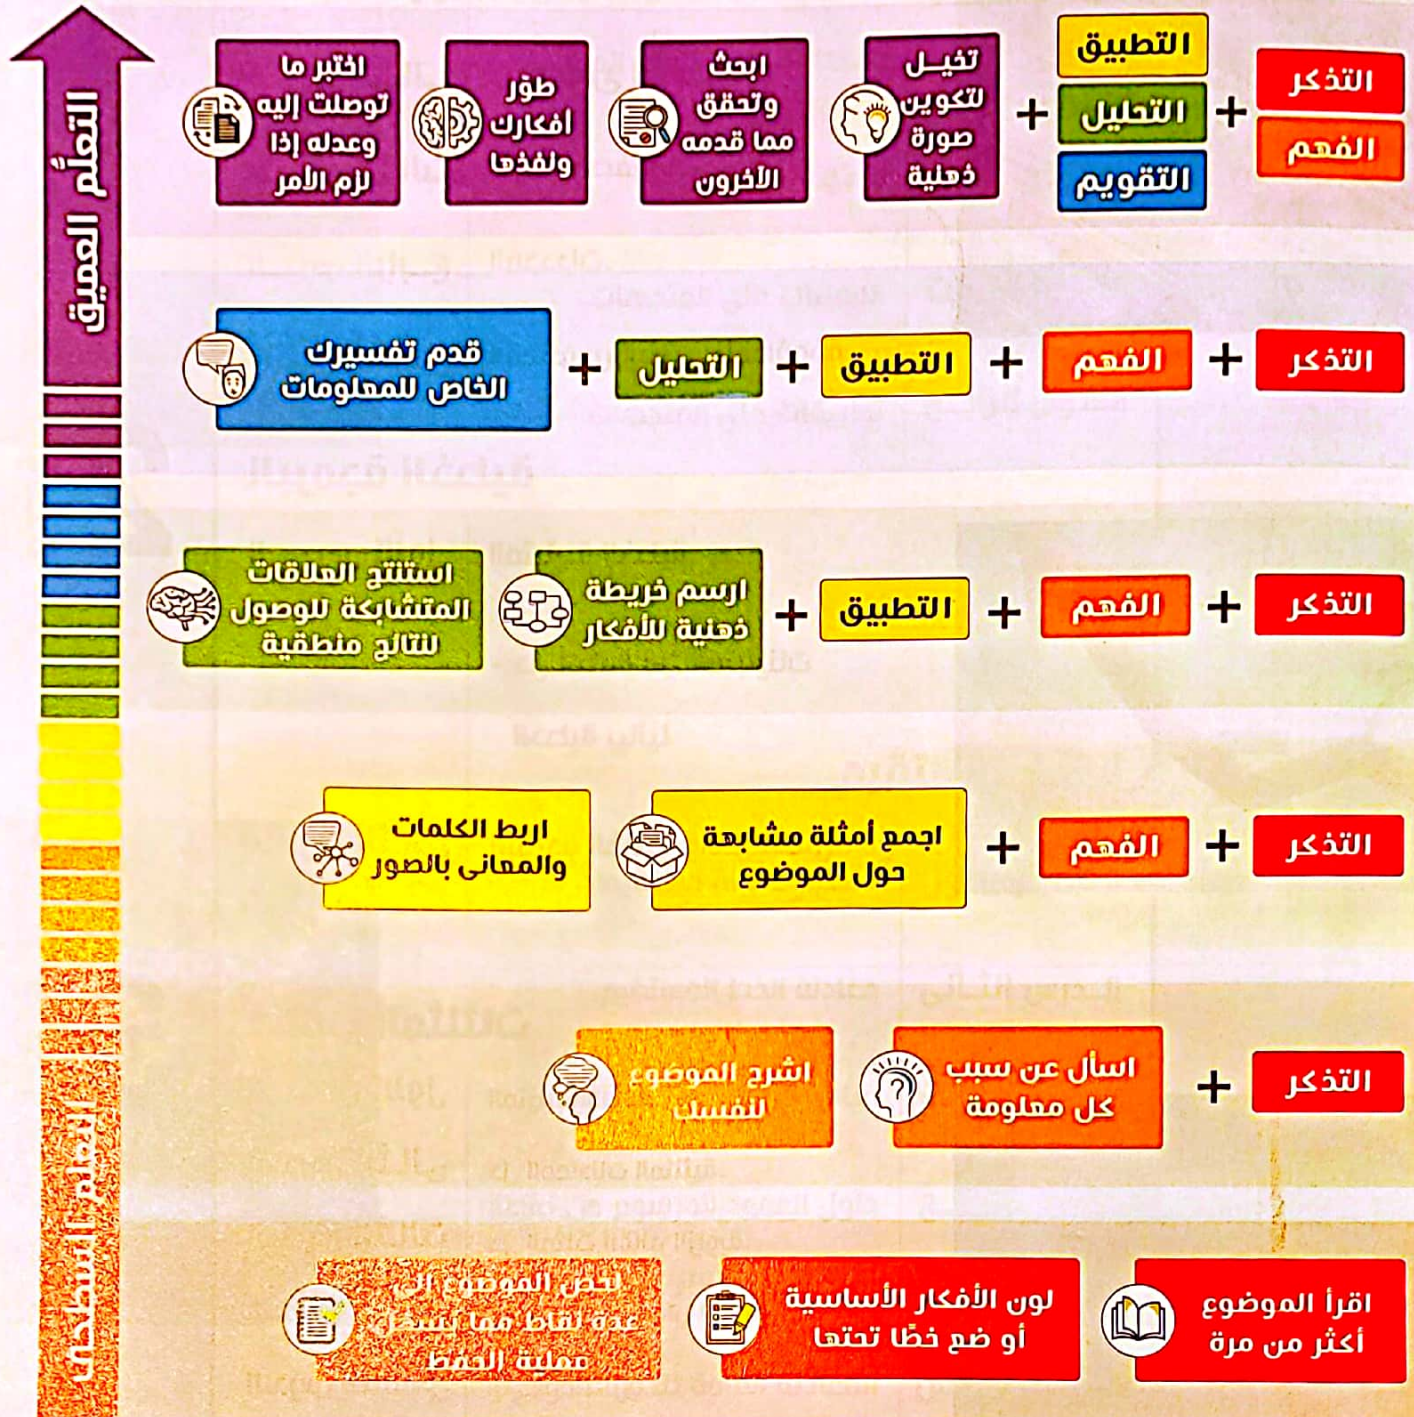 التعلُّم العميق
التذكر
الفهم
+
التطبيق
التحليل
التقويم
+
تخيل
لتكوين
صورة
ذهنية
ابحث
وتحقق
مما قدمه
الآخرون
طوّر
أفكارك
ونفذها
اختبر ما
توصلت إليه
وعدله إذا
لزم الأمر
التذكر
+
الفهم
+
التطبيق
+
التحليل
+
قدم تفسيرك
الخاص للمعلومات
التذكر
+
الفهم
+
التطبيق
+
ارسم خريطة
ذهنية للأفكار
استنتج العلاقات
المتشابكة للوصول
لنتائج منطقية
التذكر
+
الفهم
+
اجمع أمثلة مشابهة
حول الموضوع
اربط الكلمات
والمعانى بالصور
التذكر
+
اسأل عن سبب
كل معلومة
اشرح الموضوع
لنفسك
اقرأ الموضوع
أكثر من مرة
لون الأفكار الأساسية
أو ضع خطًا تحتها
لخص الموضوع إلى
عدة نقاط مما يسهل
عملية الحفظ
السطحى